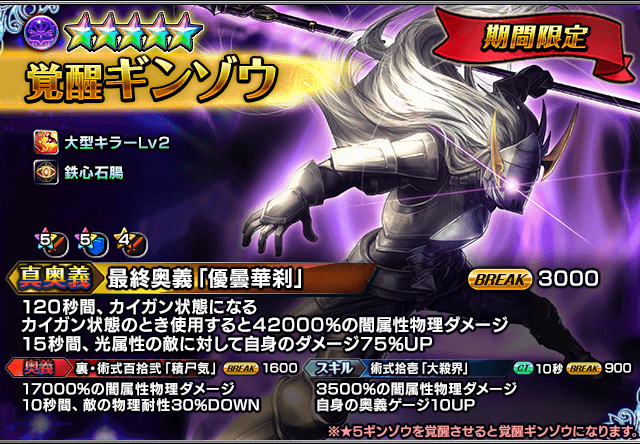 期間限定
覚醒ギンゾウ
大型キラーLv2
鉄心石腸
5 5 4
真奥義 最終奥義「優曇華刹」 BREAK 3000
120秒間、カイガン状態になる
カイガン状態のとき使用すると42000%の闇属性物理ダメージ
15秒間、光属性の敵に対して自身のダメージ75%UP
奥義 裏・術式百拾弐「積尸気」 BREAK 1600
17000%の闇属性物理ダメージ
10秒間、敵の物理耐性30%DOWN
スキル 術式拾壱「大殺界」 CT 10秒 BREAK 900
3500%の闇属性物理ダメージ
自身の奥義ゲージ10UP
※★5ギンゾウを覚醒させると覚醒ギンゾウになります。